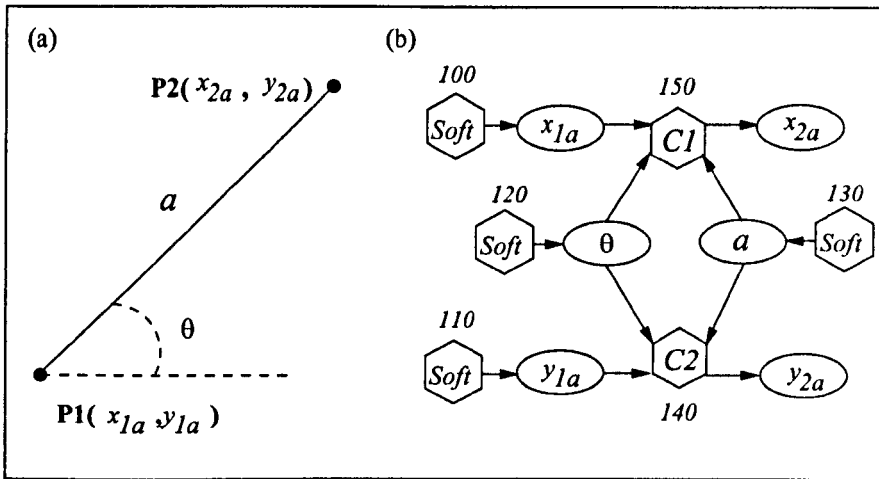 (a)
P2( x2a , y2a)
a
θ
P1( x1a ,y1a)
(b)
100
150
Soft
x1a
C1
x2a
120
130
Soft
θ
a
Soft
110
Soft
y1a
C2
y2a
140